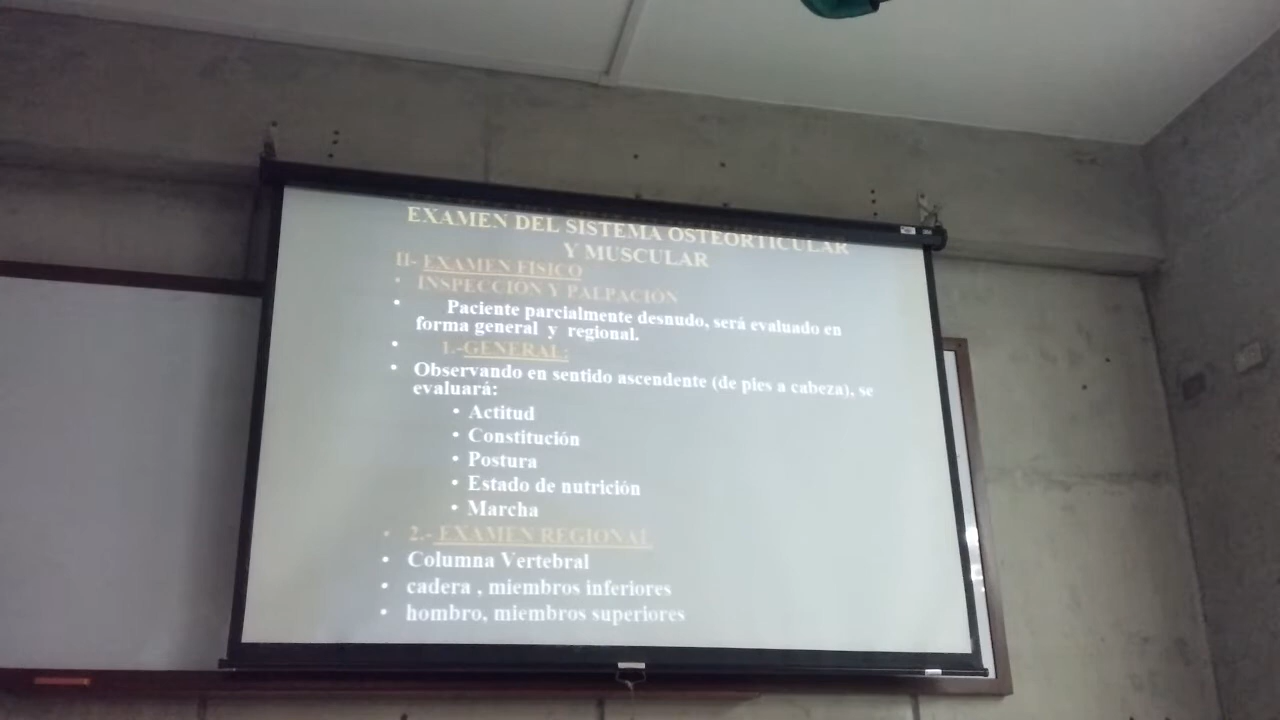 EXAMEN DEL SISTEMA OSTEORTICULAR
Y MUSCULAR
II- EXAMEN FISICO
• INSPECCIÓN Y PALPACIÓN
• Paciente parcialmente desnudo, será evaluado en
forma general y regional.
• 1.-GENERAL:
• Observando en sentido ascendente (de pies a cabeza), se
evaluará:
• Actitud
• Constitución
• Postura
• Estado de nutrición
• Marcha
• 2.- EXAMEN REGIONAL
• Columna Vertebral
• cadera , miembros inferiores
• hombro, miembros superiores